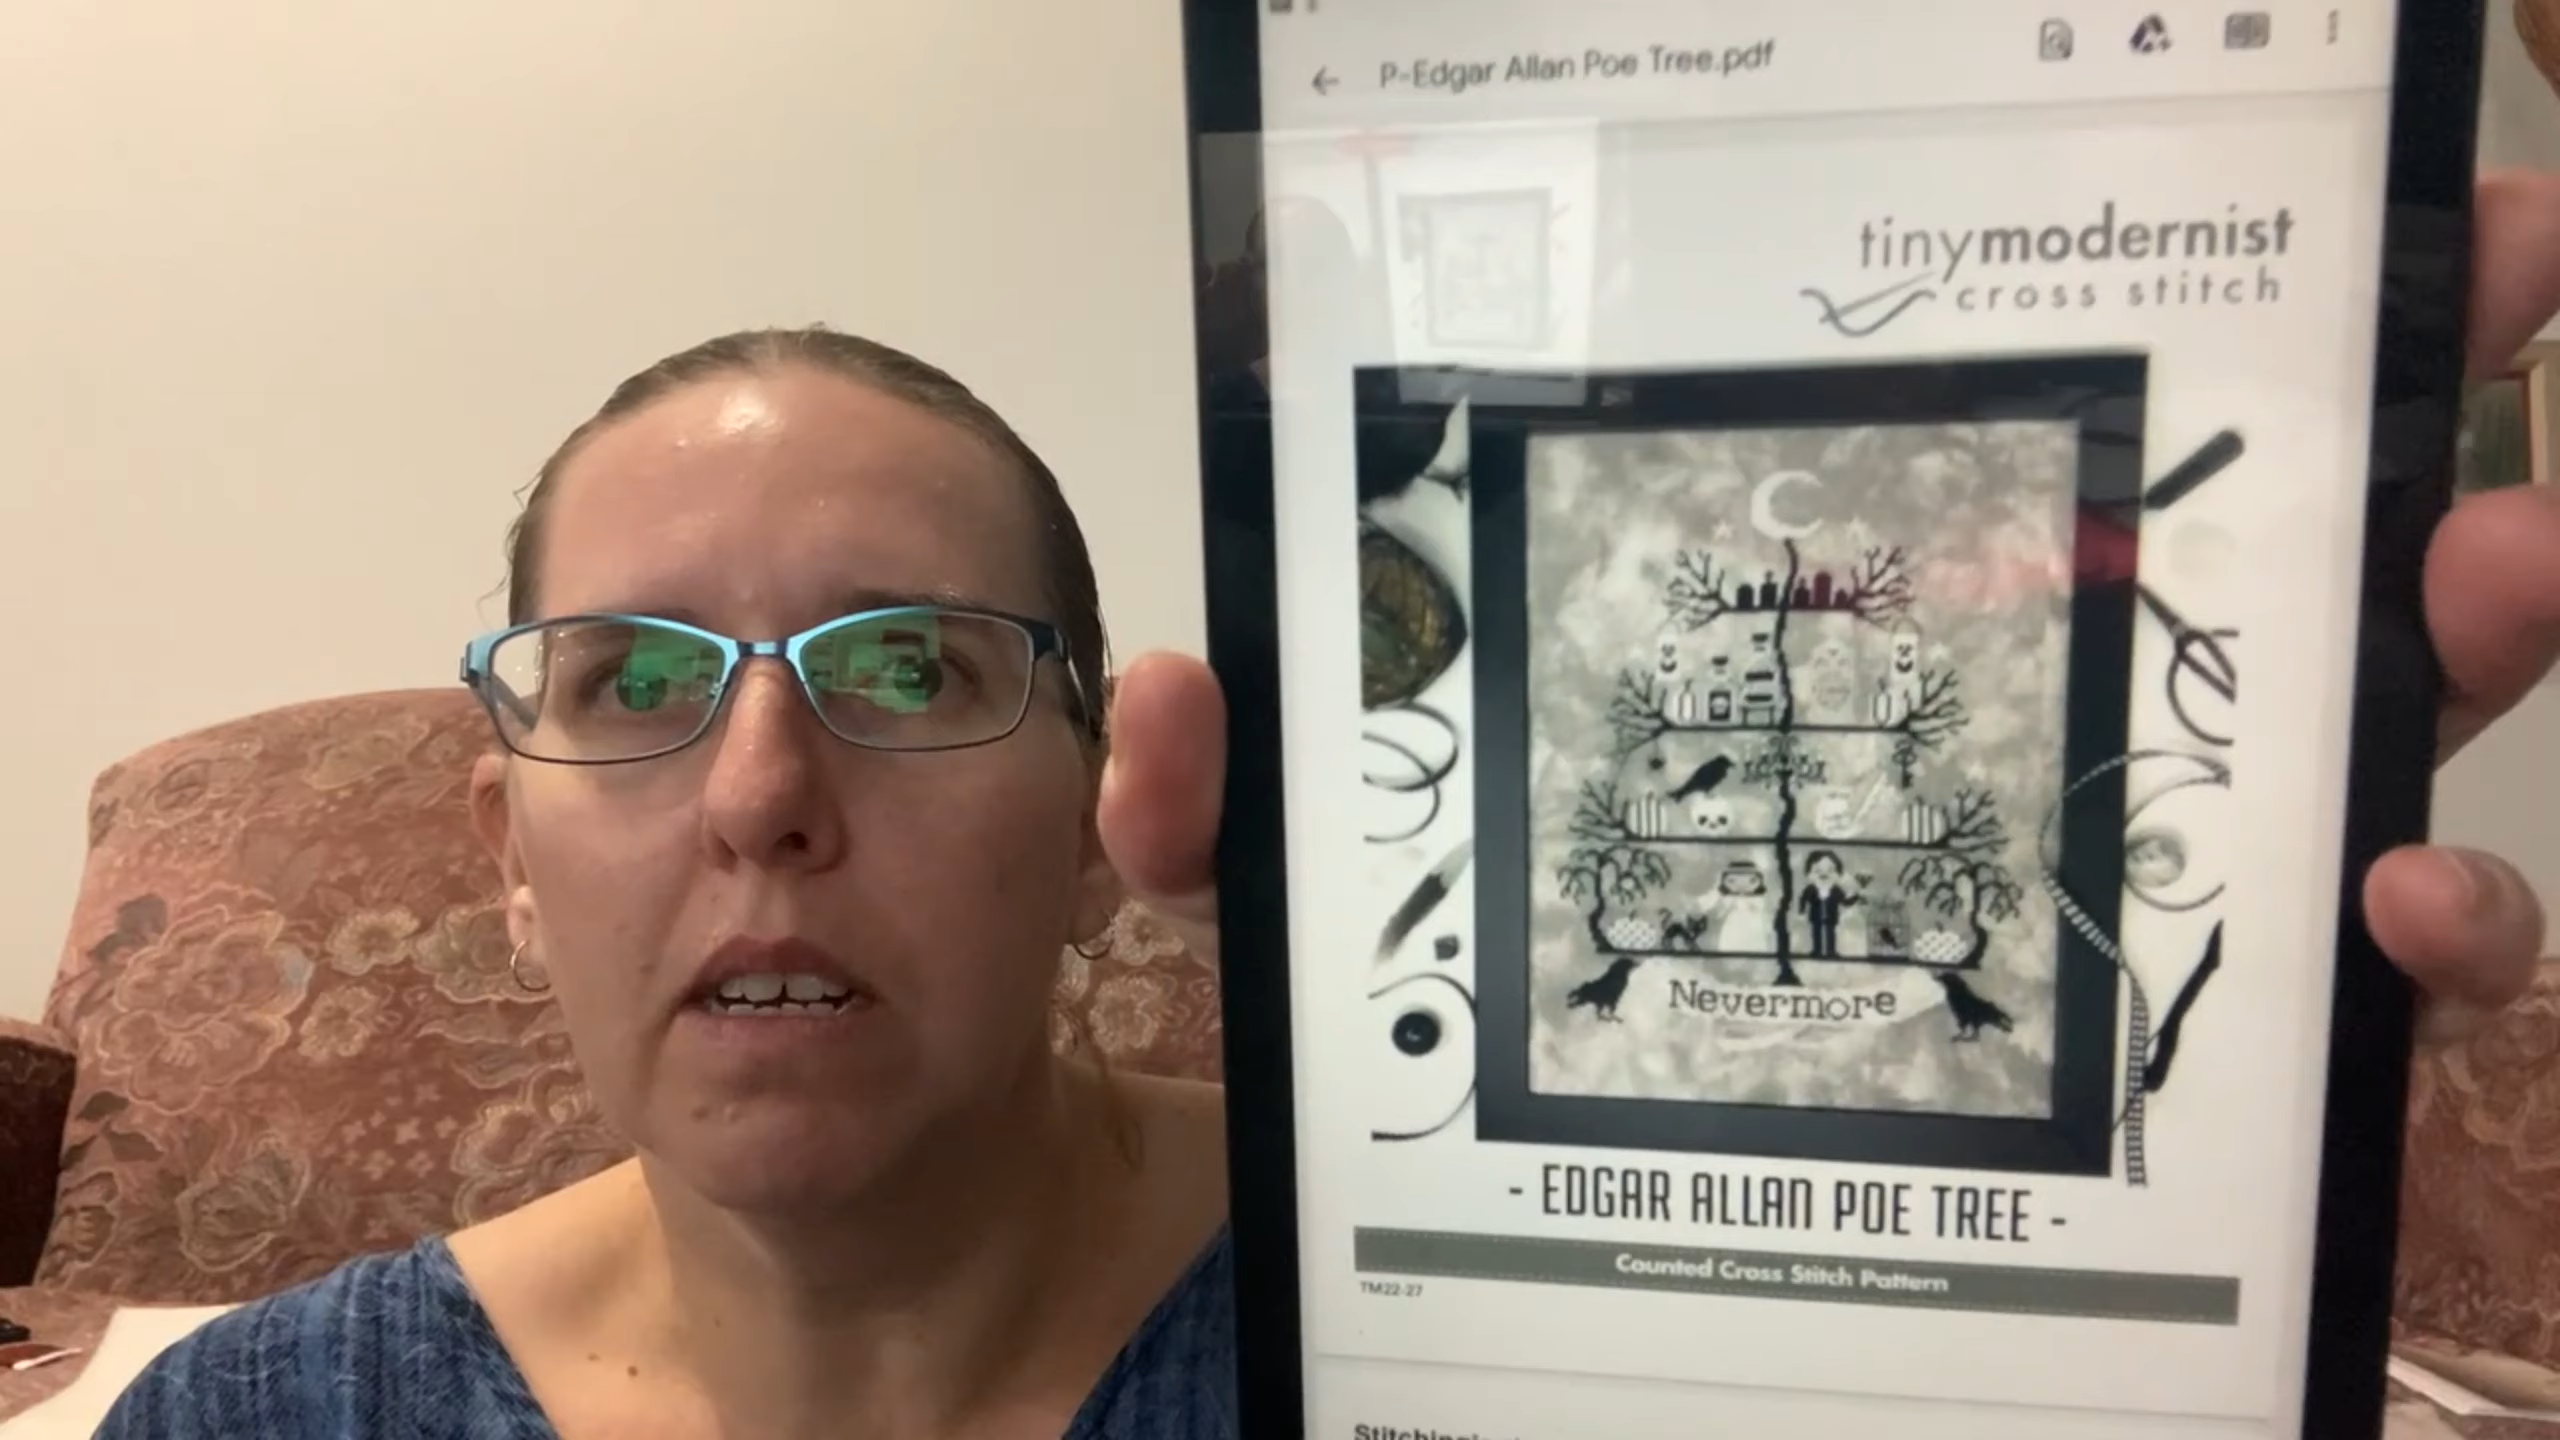 P-Edgar Allan Poe Tree.pdf
tinymodernist
cross stitch
Nevermore
- EDGAR ALLAN POE TREE -
Counted Cross Stitch Pattern
TM22-27